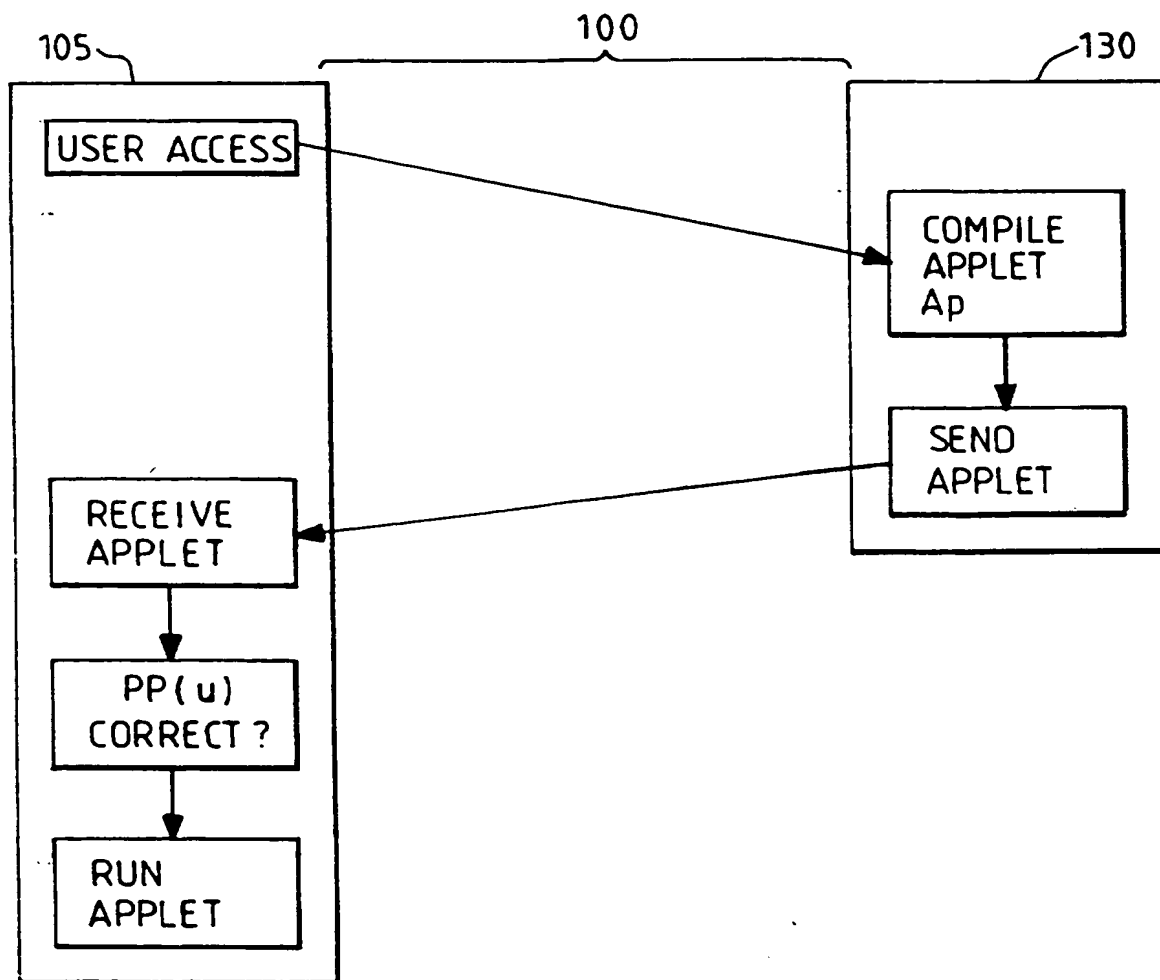 105
100
130
USER ACCESS
COMPILE
APPLET
Ap
SEND
APPLET
RECEIVE
APPLET
PP(u)
CORRECT ?
RUN
APPLET